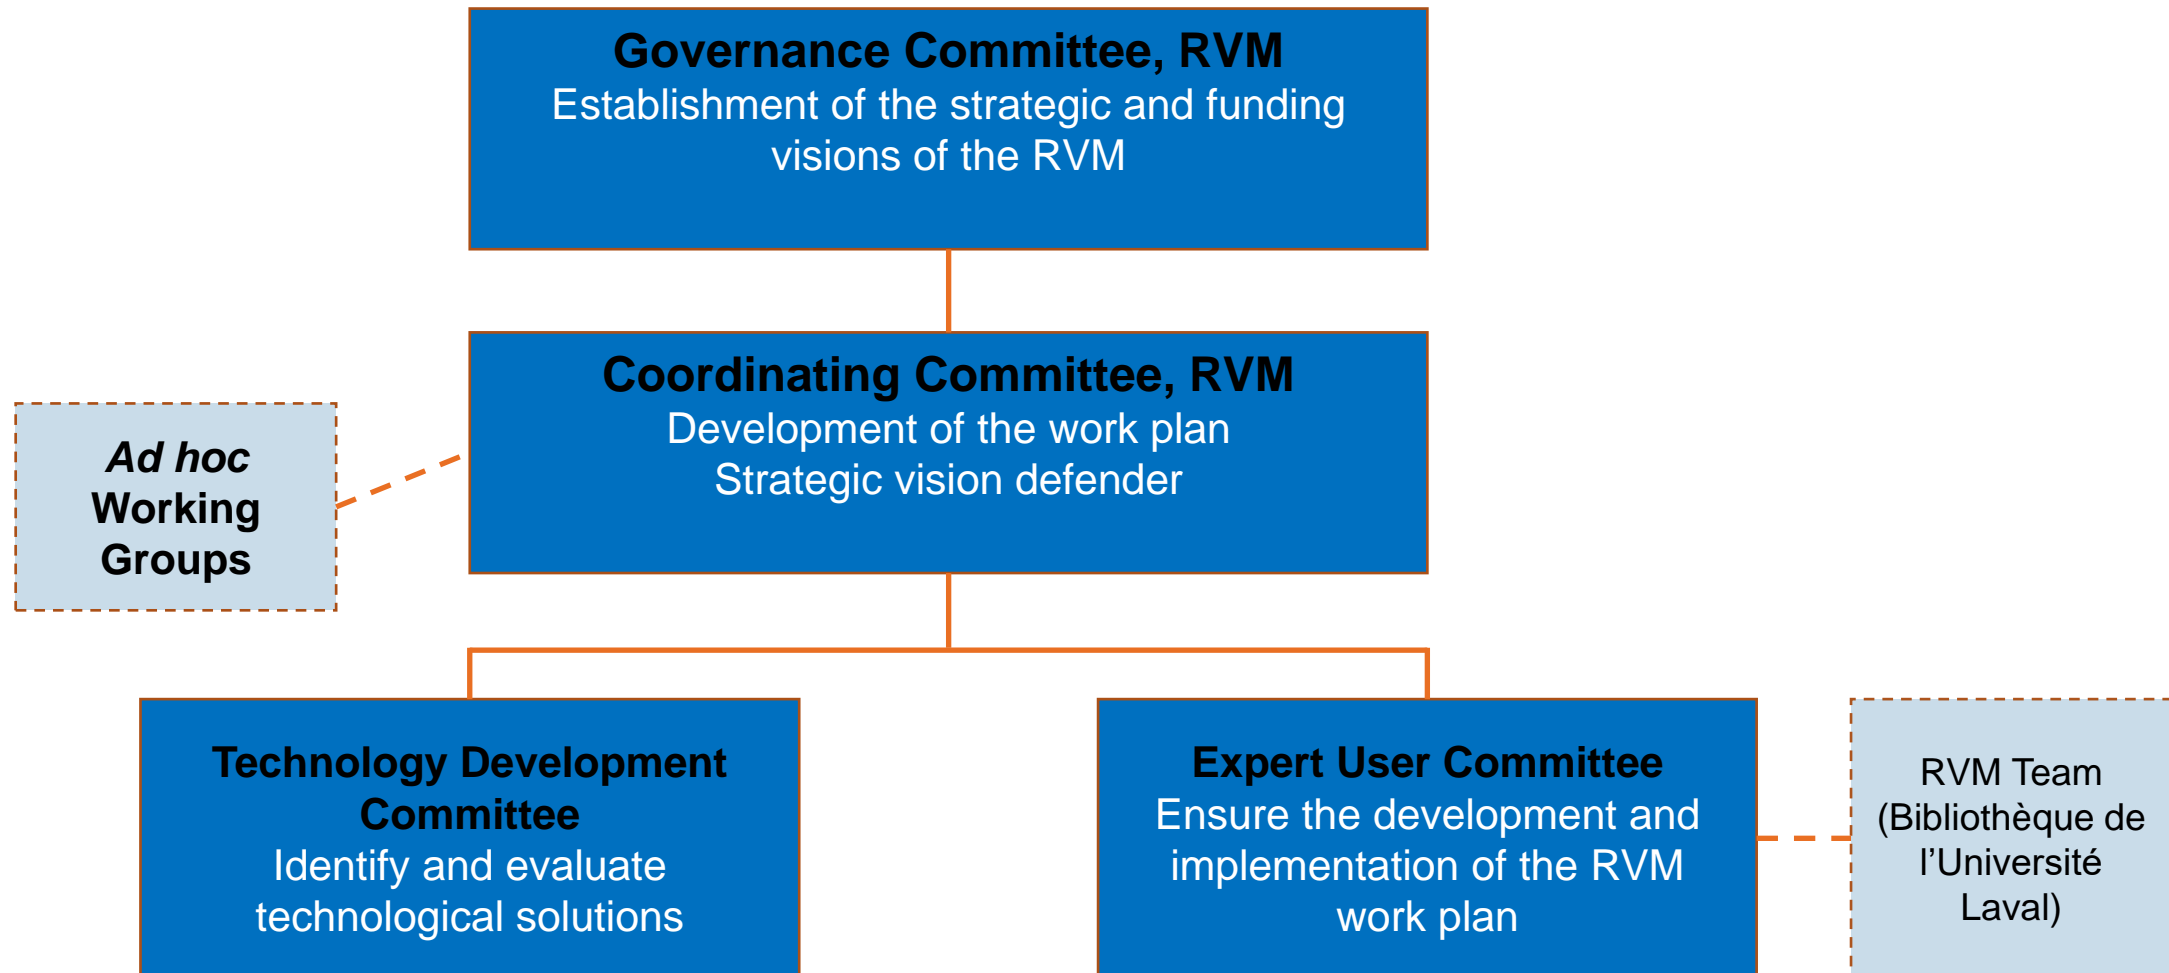 Governance Committee, RVM
Establishment of the strategic and funding
visions of the RVM
Coordinating Committee, RVM
Development of the work plan
Strategic vision defender
Ad hoc
Working
Groups
Technology Development
Committee
Identify and evaluate
technological solutions
Expert User Committee
Ensure the development and
implementation of the RVM
work plan
RVM Team
(Bibliothèque de
l’Université
Laval)